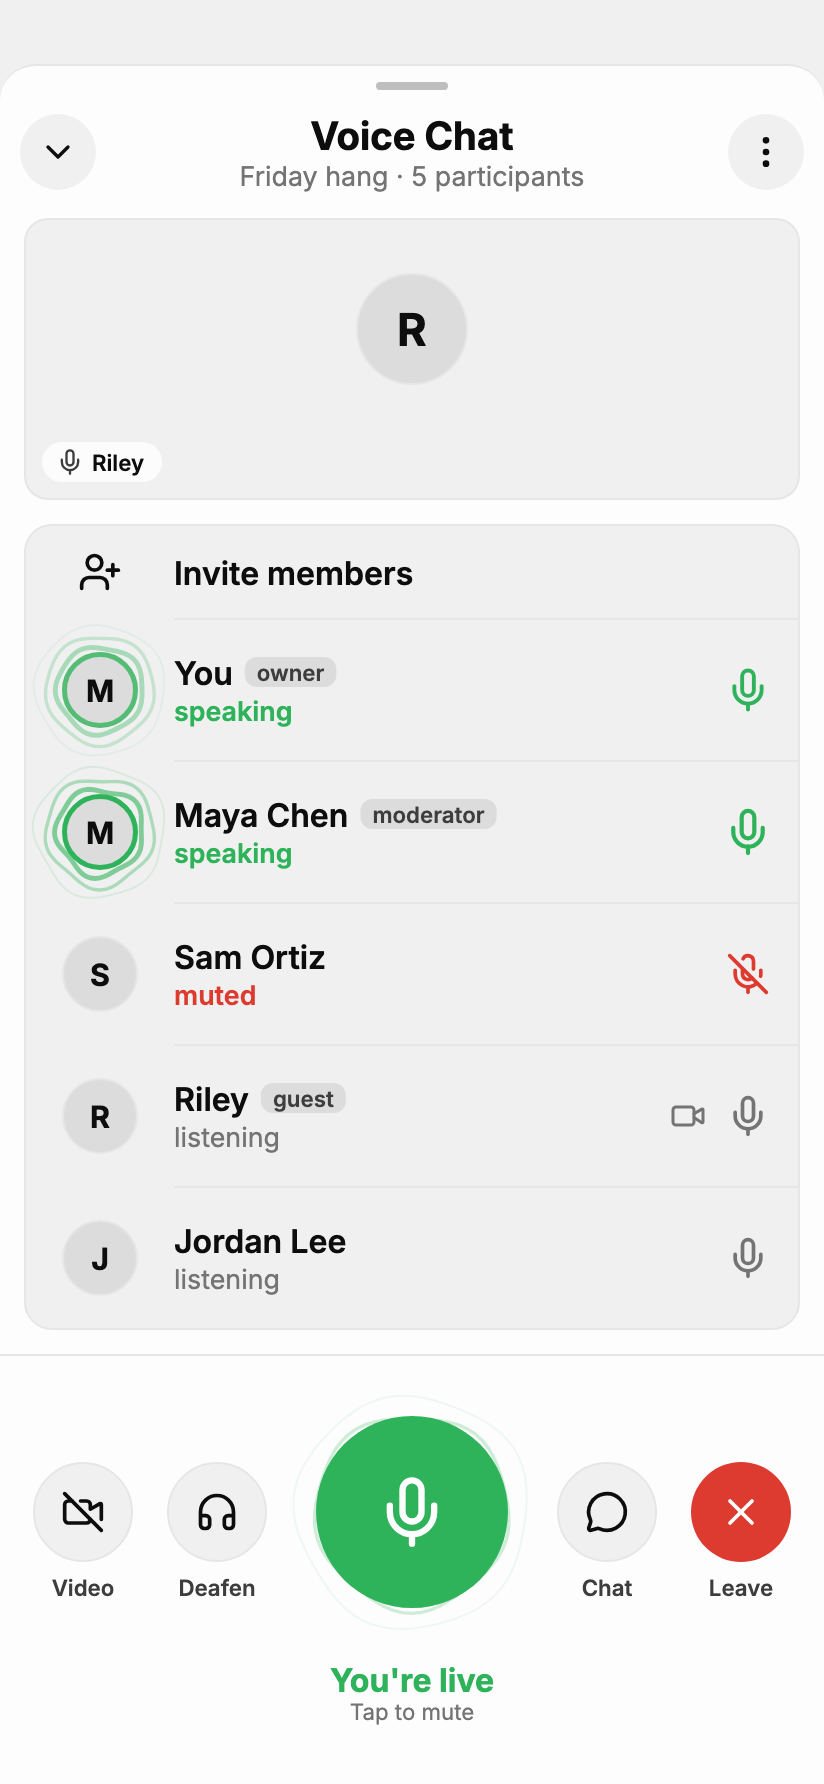 Voice Chat
Friday hang · 5 participants
R
Riley
Invite members
M
You owner
speaking
M
Maya Chen moderator
speaking
S
Sam Ortiz
muted
R
Riley guest
listening
J
Jordan Lee
listening
Video
Deafen
Chat
Leave
You're live
Tap to mute